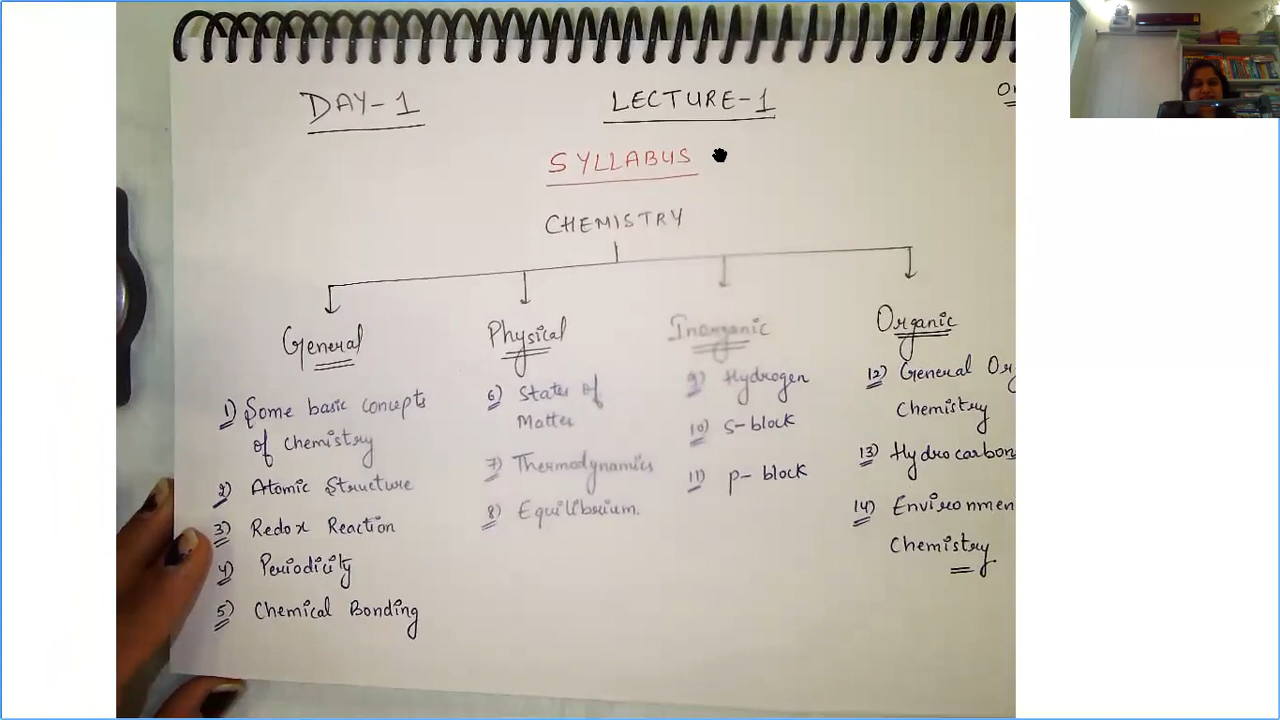 DAY-1
LECTURE-1
SYLLABUS
CHEMISTRY
General
1) Some basic concepts
of Chemistry
2) Atomic Structure
3) Redox Reaction
4) Periodicity
5) Chemical Bonding
Physical
6) States of
Matter
7) Thermodynamics
8) Equilibrium.
Inorganic
9) Hydrogen
10) S-block
11) p-block
Organic
12) General Or
Chemistry
13) Hydrocarbon
14) Environmen
Chemistry